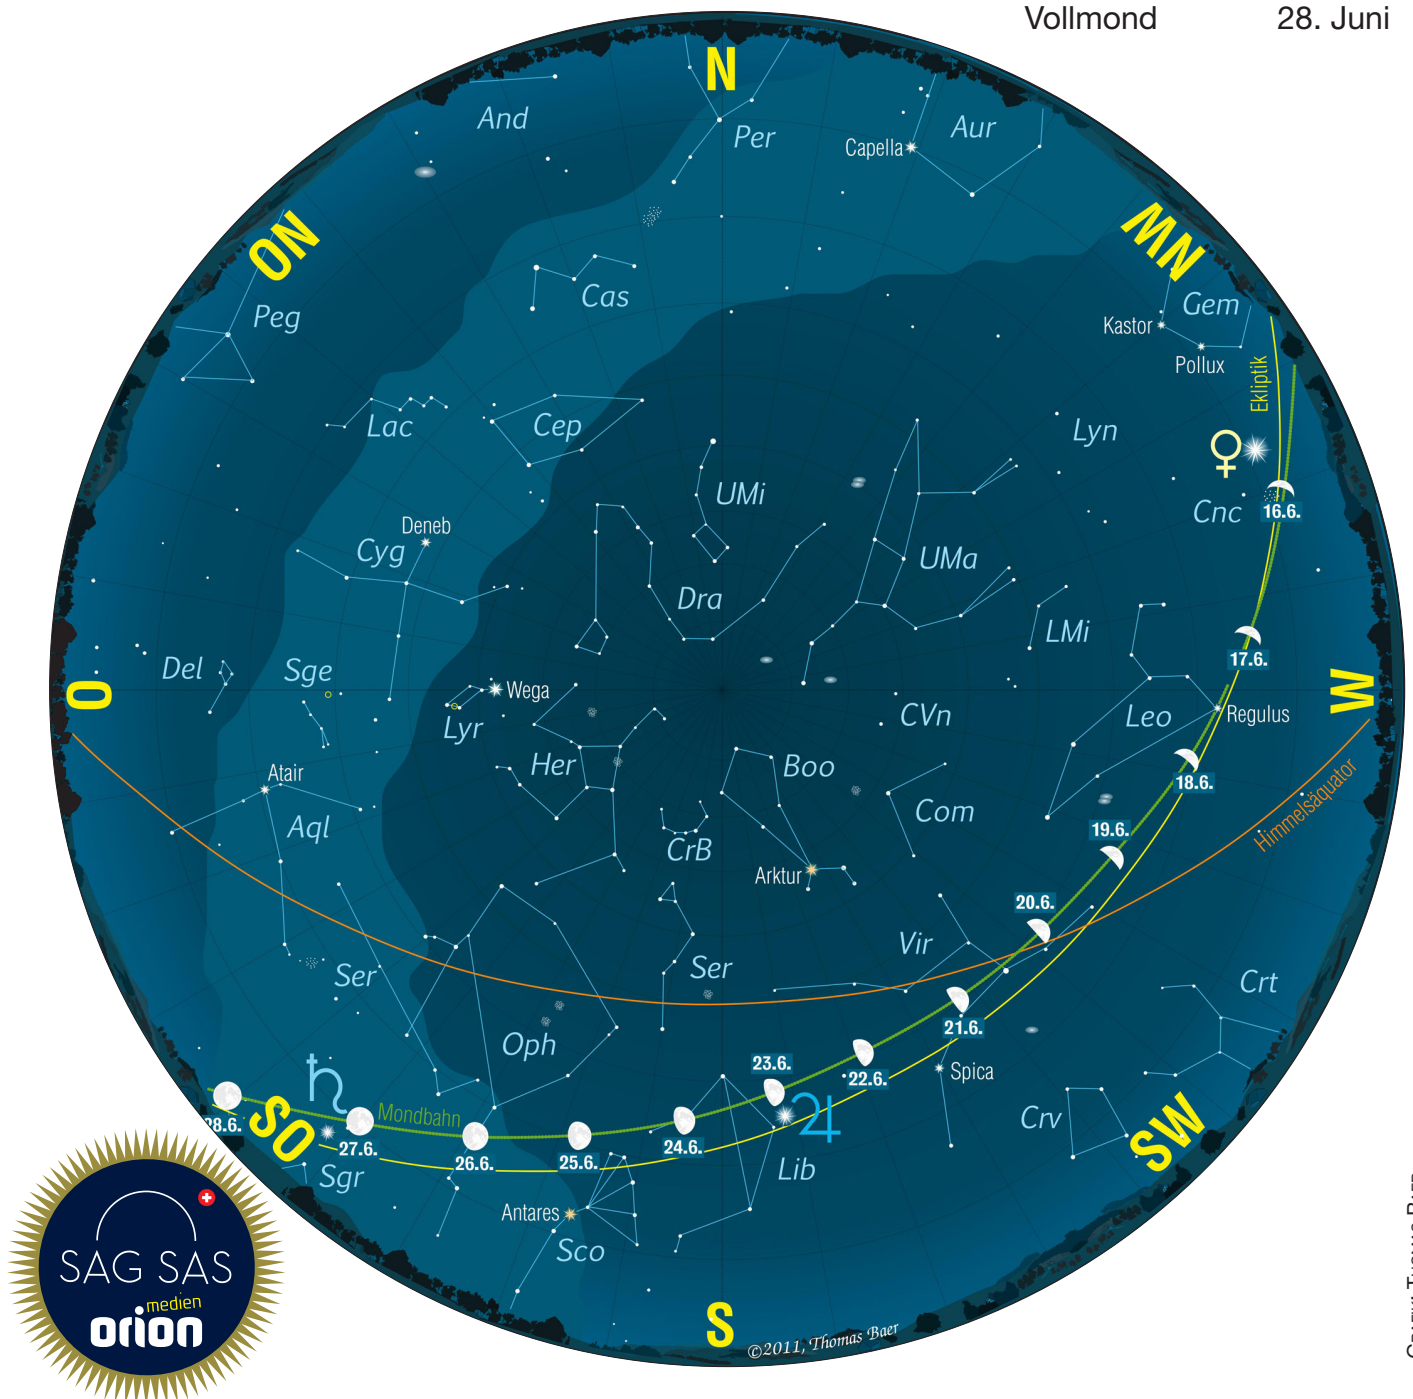 Vollmond 28. Juni
N
And
Per
Aur
Capella
NO
NW
Cas
Gem
Peg
Kastor
Pollux
Ekliptik
Lac
Cep
Lyn
♀
UMi
Cnc
16.6.
Deneb
Cyg
UMa
Dra
LMi
17.6.
Del
Sge
O
Wega
W
Lyr
CVn
Leo
Regulus
Her
Boo
Atair
18.6.
Himmelsäquator
Aql
Com
19.6.
CrB
Arktur
20.6.
Vir
Ser
Ser
Crt
21.6.
Oph
23.6.
22.6.
Spica
♄
Mondbahn
♃
Crv
28.6.
SO
27.6.
26.6.
25.6.
24.6.
SW
Sgr
Lib
Antares
Sco
SAG SAS
medien
orion
S
©2011, Thomas Baer